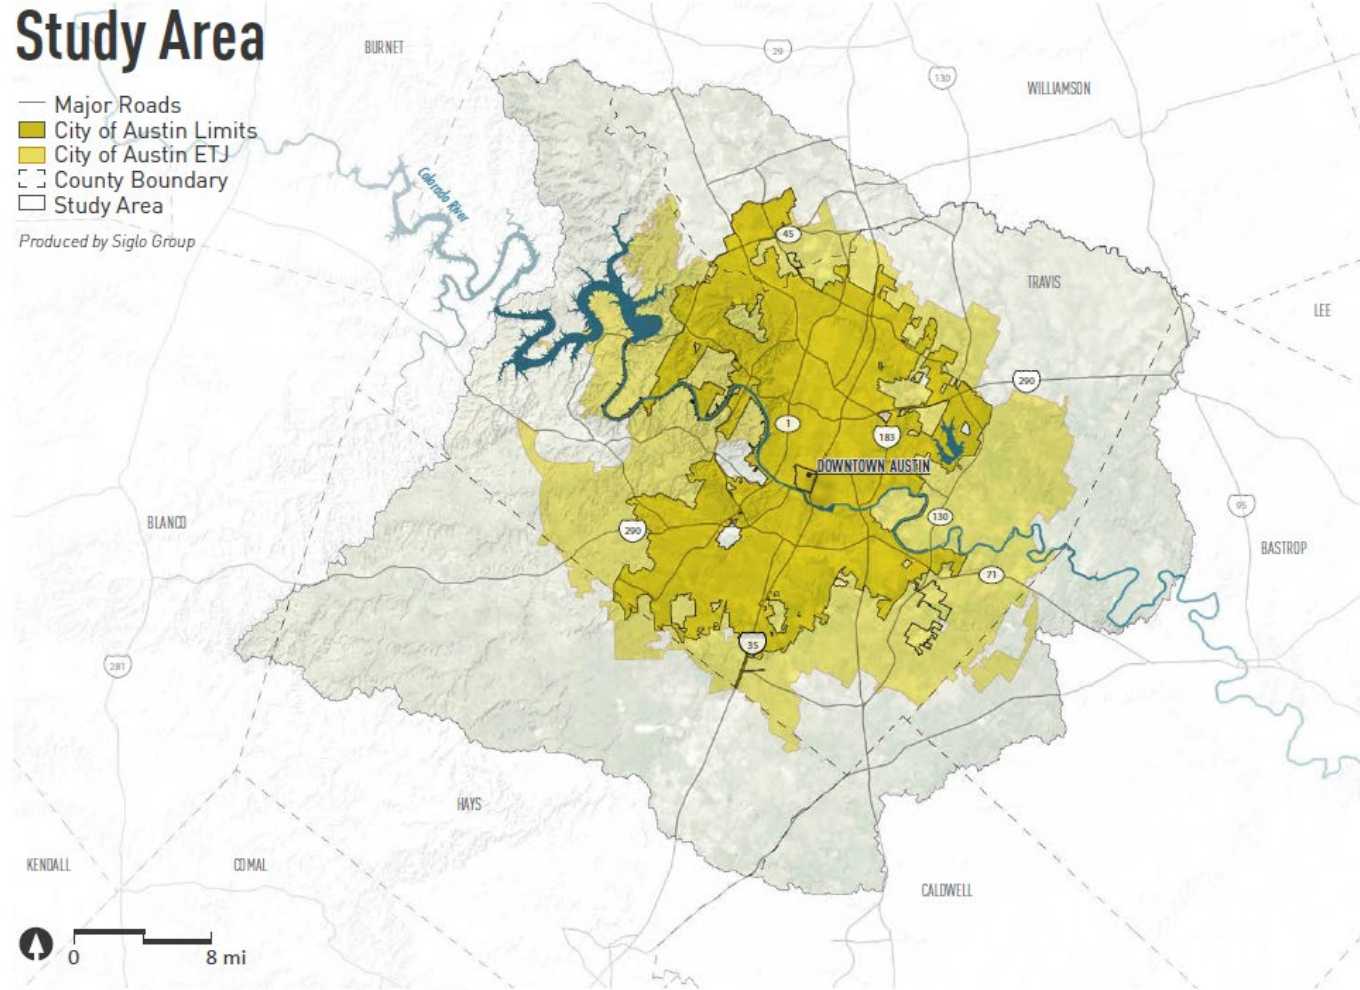 Study Area
Major Roads
City of Austin Limits
City of Austin ETJ
County Boundary
Study Area
Produced by Siglo Group
BURNET
29
130
WILLIAMSON
Colorado River
45
TRAVIS
LEE
290
1
183
DOWNTOWN AUSTIN
95
130
BLANCO
290
BASTROP
71
35
281
HAYS
KENDALL
COMAL
CALDWELL
0 8 mi